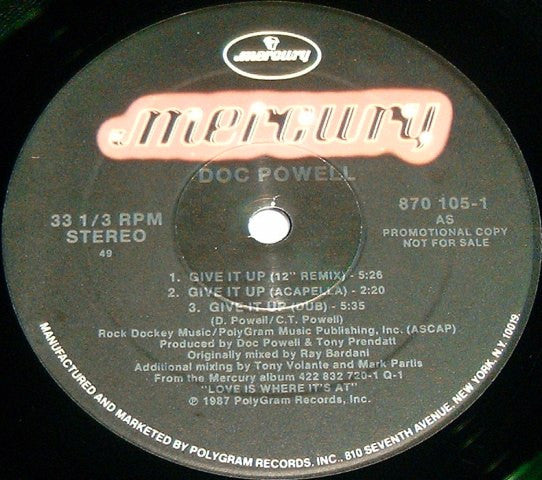 mercury
mercury
DOC POWELL
33 1/3 RPM
STEREO
49
870 105-1
AS
PROMOTIONAL COPY
NOT FOR SALE
1. GIVE IT UP (12" REMIX) - 5:26
2. GIVE IT UP (ACAPELLA) - 2:20
3. GIVE IT UP (DUB) - 5:35
(D. Powell/C.T. Powell)
Rock Dockey Music/PolyGram Music Publishing, Inc. (ASCAP)
Produced by Doc Powell & Tony Prendatt
Originally mixed by Ray Bardani
Additional mixing by Tony Volante and Mark Partis
From the Mercury album 422 832 720-1 Q-1
"LOVE IS WHERE IT'S AT"
℗ 1987 PolyGram Records, Inc.
MANUFACTURED AND MARKETED BY POLYGRAM RECORDS, INC., 810 SEVENTH AVENUE, NEW YORK, N.Y. 10019.